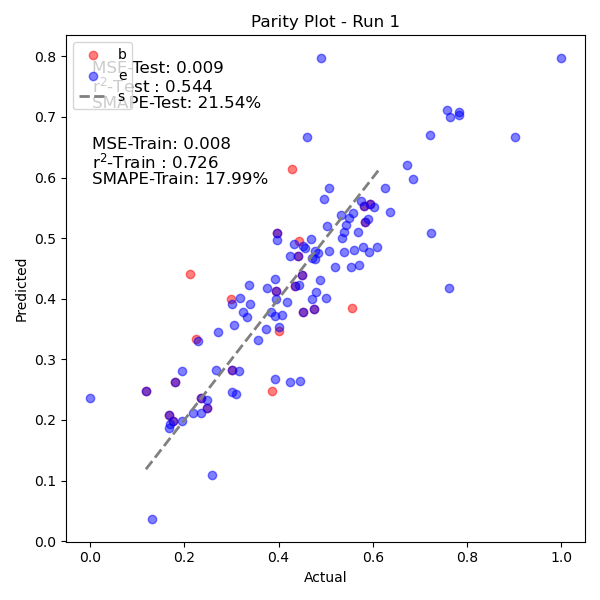 Parity Plot - Run 1
b
e
s
MSE-Test: 0.009
r²-Test : 0.544
SMAPE-Test: 21.54%
MSE-Train: 0.008
r²-Train : 0.726
SMAPE-Train: 17.99%
Predicted
0.8
0.7
0.6
0.5
0.4
0.3
0.2
0.1
0.0
0.0 0.2 0.4 0.6 0.8 1.0
Actual